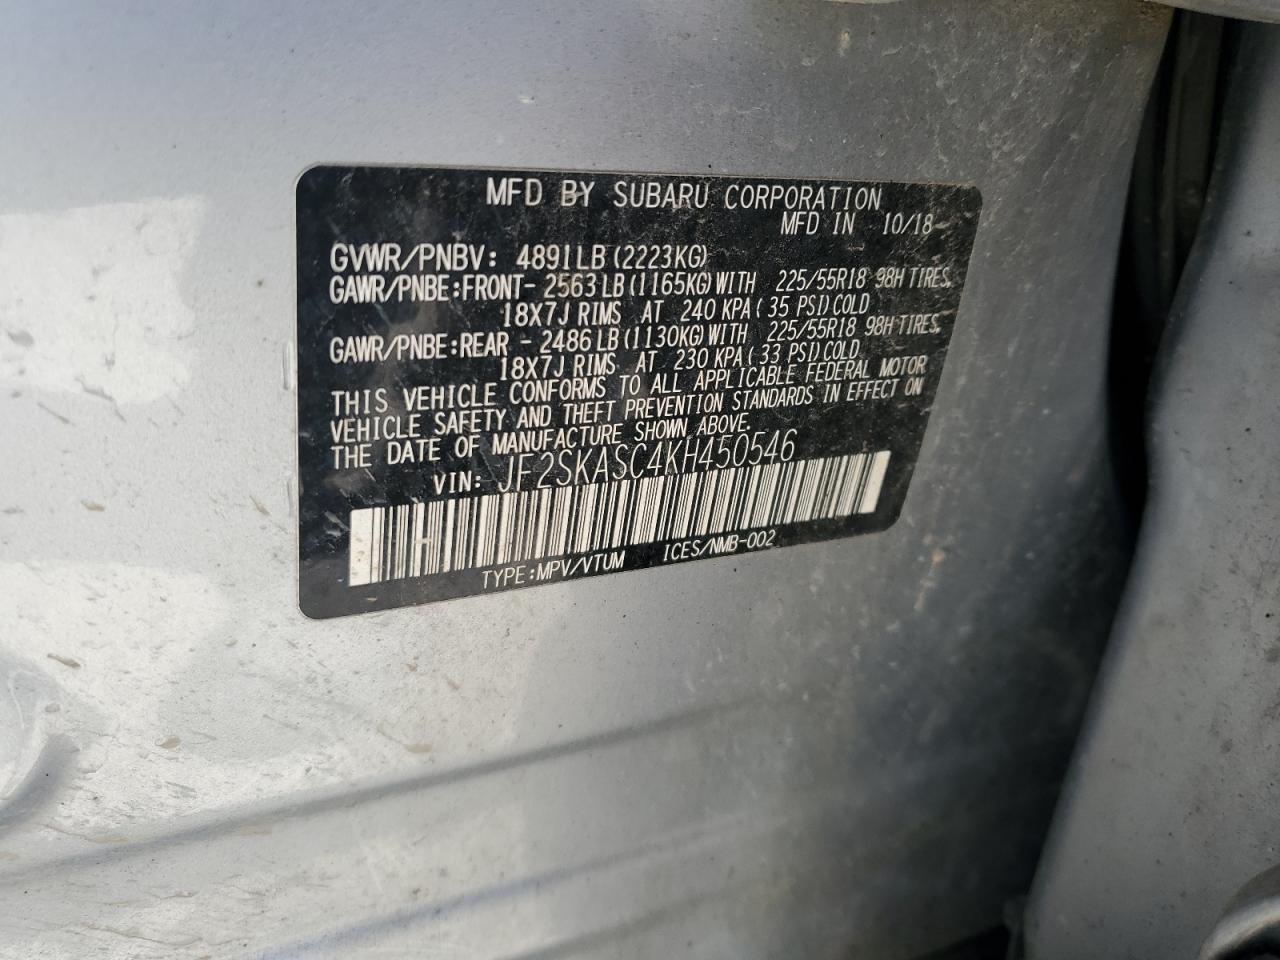 MFD BY SUBARU CORPORATION
MFD IN 10/18
GVWR/PNBV: 4891LB(2223KG)
GAWR/PNBE:FRONT- 2563LB(1165KG)WITH 225/55R18 98H TIRES,
18X7J RIMS AT 240 KPA( 35 PSI)COLD
GAWR/PNBE:REAR - 2486LB(1130KG)WITH 225/55R18 98H TIRES,
18X7J RIMS AT 230 KPA( 33 PSI)COLD
THIS VEHICLE CONFORMS TO ALL APPLICABLE FEDERAL MOTOR
VEHICLE SAFETY AND THEFT PREVENTION STANDARDS IN EFFECT ON
THE DATE OF MANUFACTURE SHOWN ABOVE.
VIN: JF2SKASC4KH450546
TYPE:MPV/VTUM ICES/NMB-002